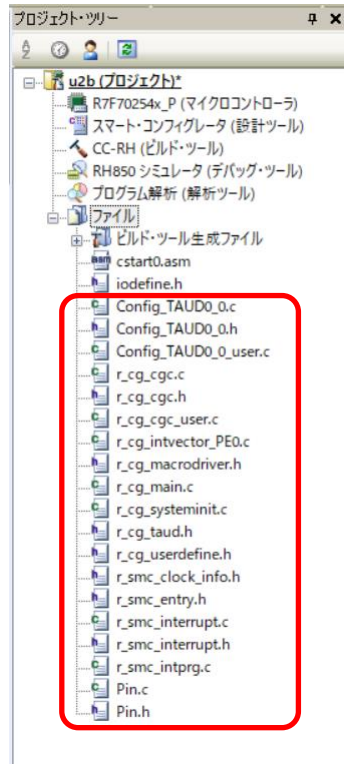 プロジェクト・ツリー
u2b (プロジェクト)*
R7F70254x_P (マイクロコントローラ)
スマート・コンフィグレータ (設計ツール)
CC-RH (ビルド・ツール)
RH850 シミュレータ (デバッグ・ツール)
プログラム解析 (解析ツール)
ファイル
ビルド・ツール生成ファイル
cstart0.asm
iodefine.h
Config_TAUD0_0.c
Config_TAUD0_0.h
Config_TAUD0_0_user.c
r_cg_cgc.c
r_cg_cgc.h
r_cg_cgc_user.c
r_cg_intvector_PE0.c
r_cg_macrodriver.h
r_cg_main.c
r_cg_systeminit.c
r_cg_taud.h
r_cg_userdefine.h
r_smc_clock_info.h
r_smc_entry.h
r_smc_interrupt.c
r_smc_interrupt.h
r_smc_intprg.c
Pin.c
Pin.h